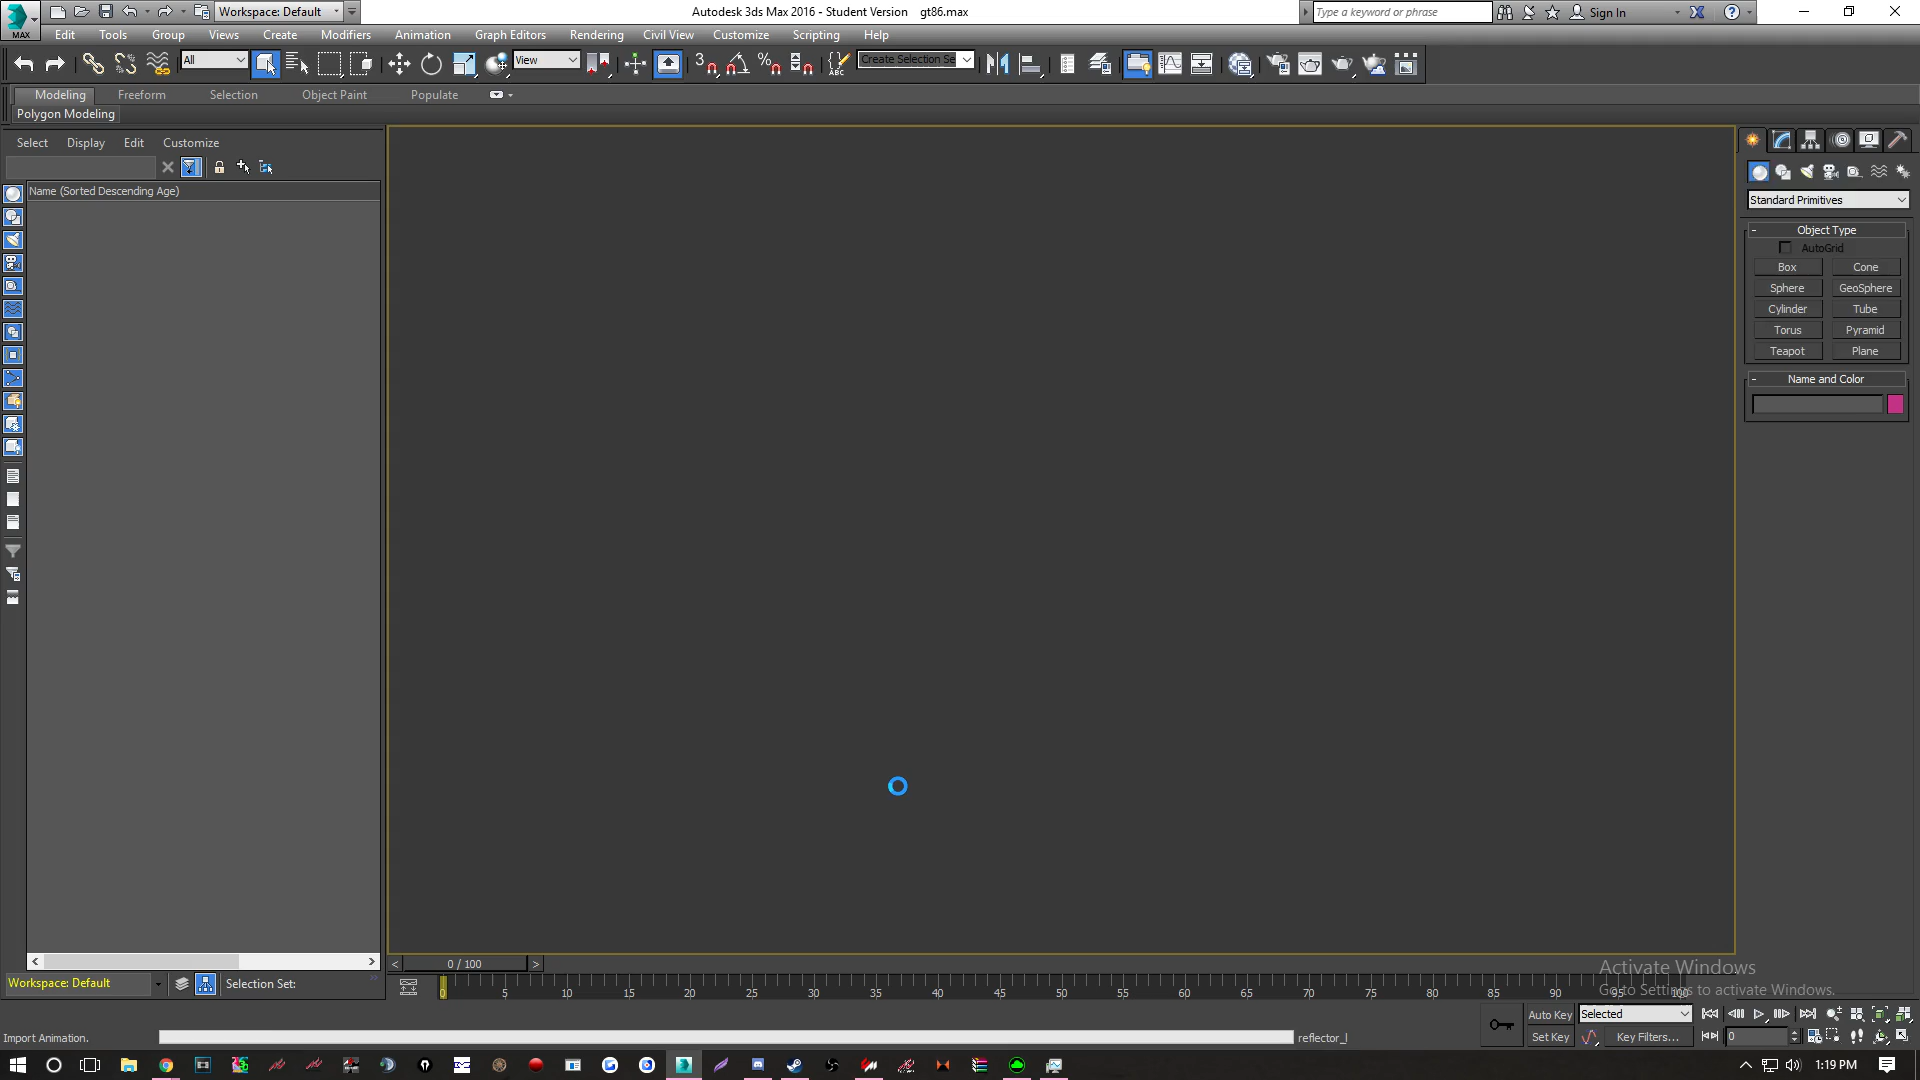 Workspace: Default
Autodesk 3ds Max 2016 - Student Version gt86.max
Type a keyword or phrase
Sign In
MAX
Edit Tools Group Views Create Modifiers Animation Graph Editors Rendering Civil View Customize Scripting Help
All
View
3
ABC
Create Selection Se
Modeling Freeform Selection Object Paint Populate
Polygon Modeling
Select Display Edit Customize
Name (Sorted Descending Age)
Standard Primitives
- Object Type
AutoGrid
Box Cone
Sphere GeoSphere
Cylinder Tube
Torus Pyramid
Teapot Plane
- Name and Color
< 0 / 100 >
Workspace: Default
Selection Set:
0 5 10 15 20 25 30 35 40 45 50 55 60 65 70 75 80 85 90 95 100
Activate Windows
Go to Settings to activate Windows.
Auto Key Selected
Set Key Key Filters... 0
Import Animation.
reflector_l
1:19 PM